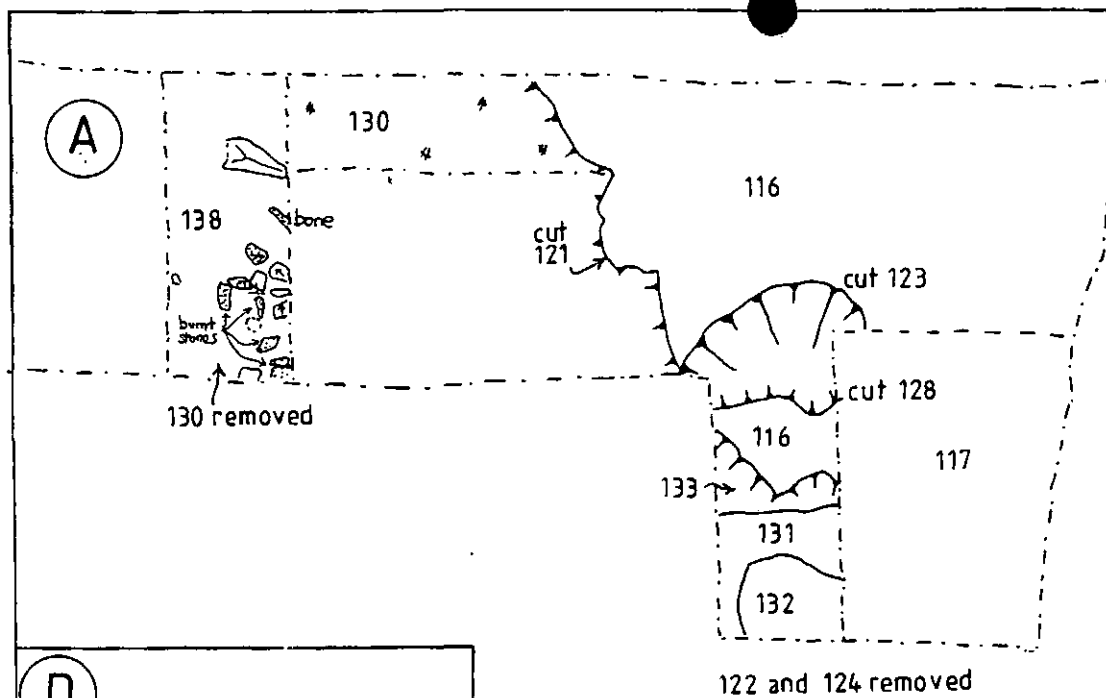 A
130
116
138
bone
cut
121
cut 123
burnt
stones
cut 128
130 removed
116
117
133
131
132
D
122 and 124 removed